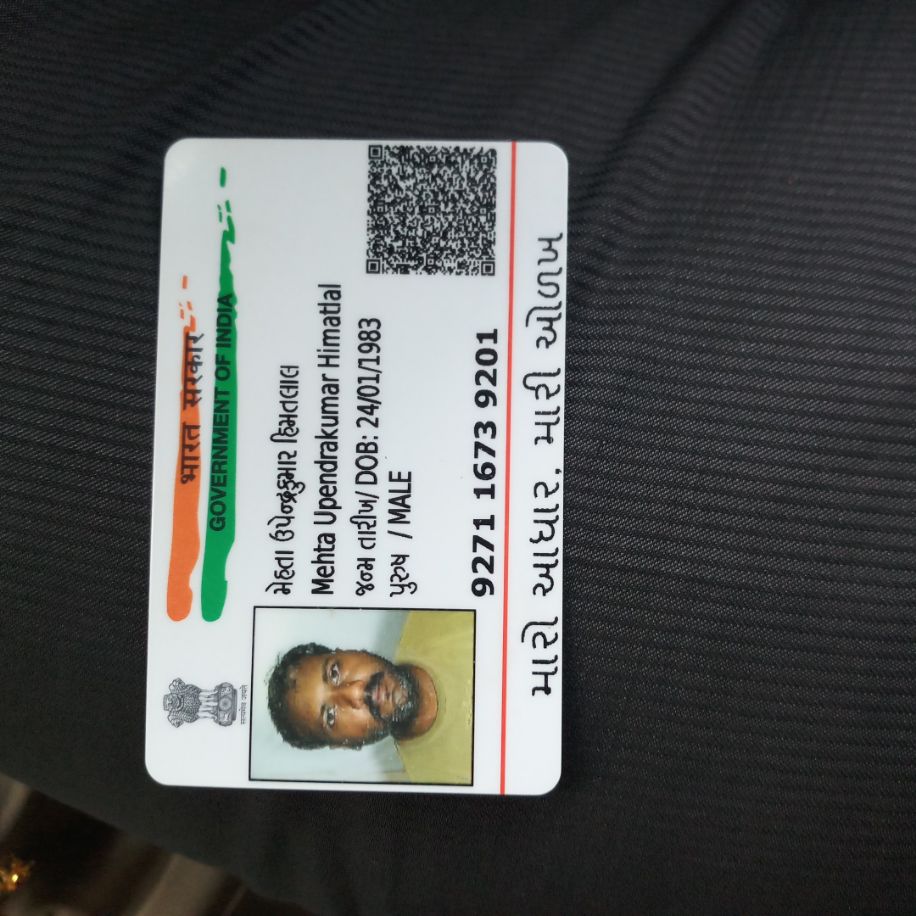 भारत सरकार
GOVERNMENT OF INDIA
सत्यमेव जयते
મેહતા ઉપેન્દ્રકુમાર હિમતલાલ
Mehta Upendrakumar Himatlal
જન્મ તારીખ/ DOB: 24/01/1983
પુરુષ / MALE
9271 1673 9201
મારો આધાર, મારી ઓળખ